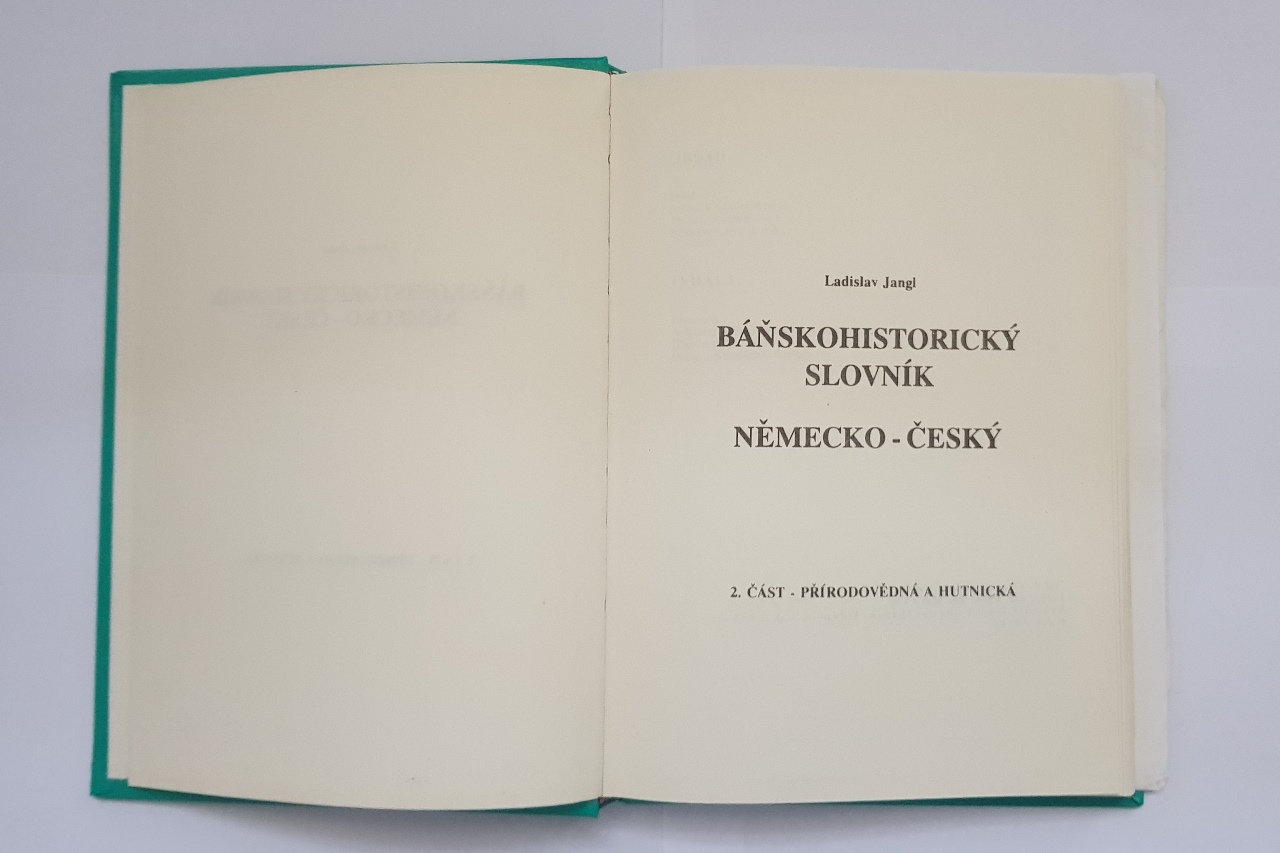 Ladislav Jangl
BÁŇSKOHISTORICKÝ
SLOVNÍK
NĚMECKO - ČESKÝ
2. ČÁST - PŘÍRODOVĚDNÁ A HUTNICKÁ